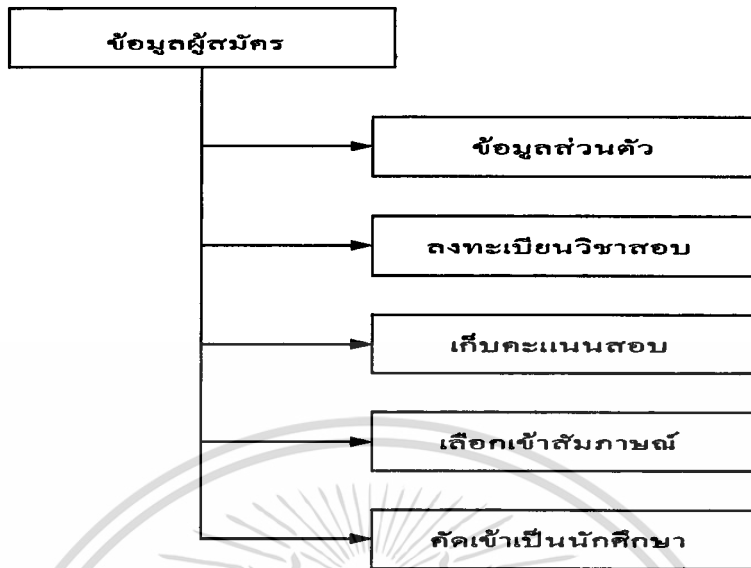 ข้อมูลผู้สมัคร
ข้อมูลส่วนตัว
ลงทะเบียนวิชาสอบ
เก็บคะแนนสอบ
เลือกเข้าสัมภาษณ์
คัดเข้าเป็นนักศึกษา